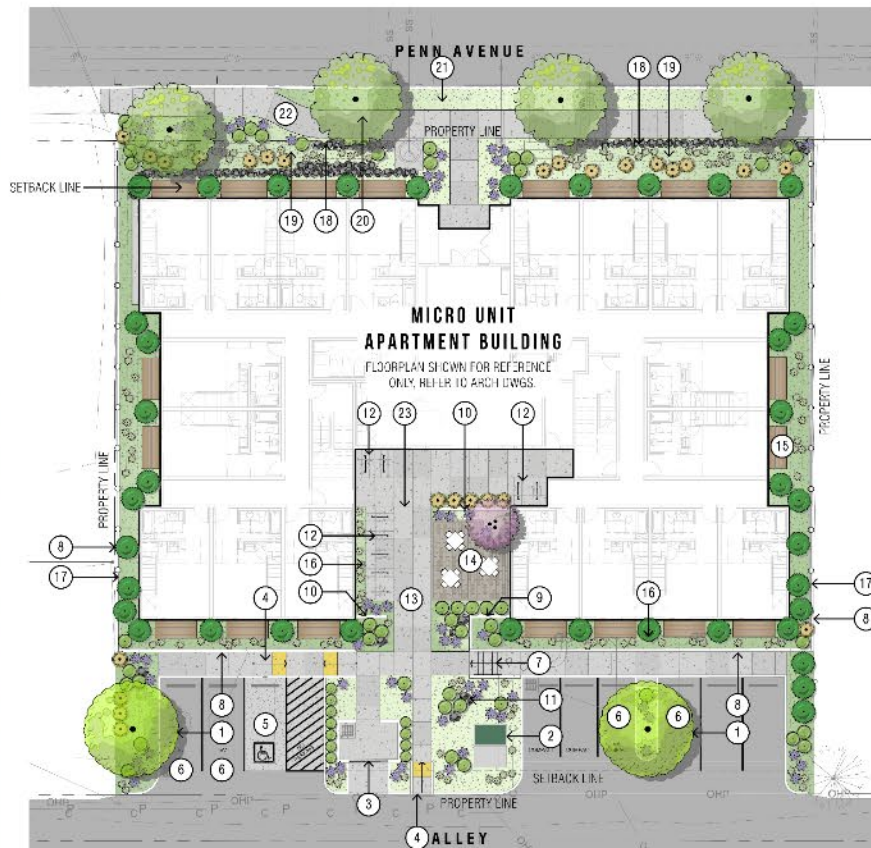 PENN AVENUE
21
18
19
22
PROPERTY LINE
SETBACK LINE
19
18
20
MICRO UNIT
APARTMENT BUILDING
FLOORPLAN SHOWN FOR REFERENCE
ONLY, REFER TO ARCH DWGS.
PROPERTY LINE
12
23
10
12
15
PROPERTY LINE
12
8
14
16
17
17
13
10
4
9
16
8
7
8
8
11
1
5
2
6
6
1
6
6
SETBACK LINE
3
PROPERTY LINE
OHP
OHP
OHP
C
P
P
C
4
ALLEY